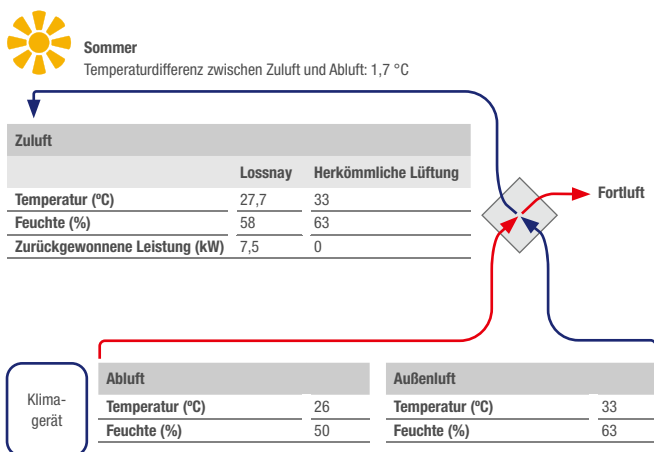 Sommer
Temperaturdifferenz zwischen Zuluft und Abluft: 1,7 °C
Zuluft
Lossnay Herkömmliche Lüftung
Temperatur (ºC) 27,7 33
Feuchte (%) 58 63
Zurückgewonnene Leistung (kW) 7,5 0
Fortluft
Klima-
gerät
Abluft
Temperatur (ºC) 26
Feuchte (%) 50
Außenluft
Temperatur (ºC) 33
Feuchte (%) 63